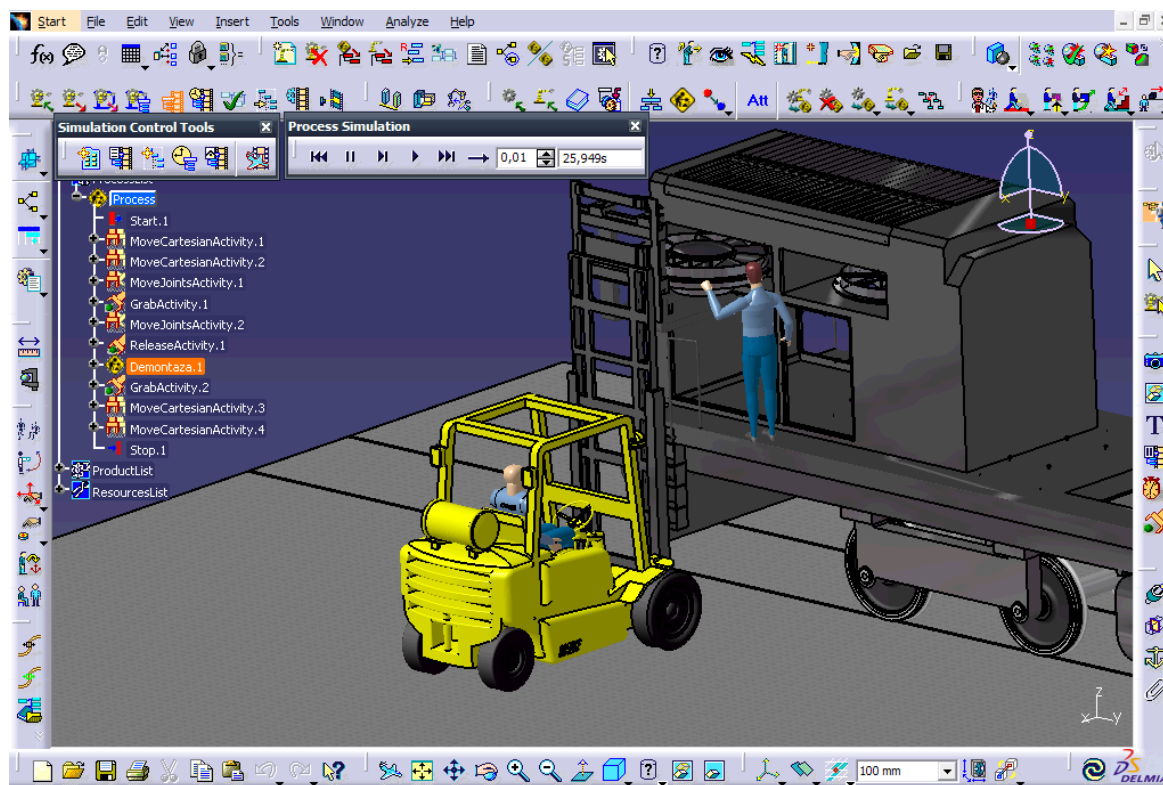 Start File Edit View Insert Tools Window Analyze Help
f(x)
Att
Simulation Control Tools
Process Simulation
0,01 25,949s
ProcessList
Process
Start.1
MoveCartesianActivity.1
MoveCartesianActivity.2
MoveJointsActivity.1
GrabActivity.1
MoveJointsActivity.2
ReleaseActivity.1
Demontaza.1
GrabActivity.2
MoveCartesianActivity.3
MoveCartesianActivity.4
Stop.1
ProductList
ResourcesList
z
x y
100 mm
DELMIA